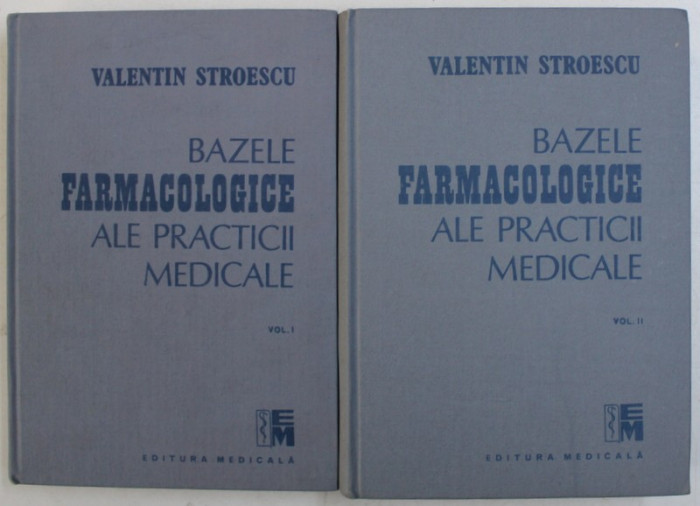 VALENTIN STROESCU
BAZELE
FARMACOLOGICE
ALE PRACTICII
MEDICALE
VOL. I
EM
EDITURA MEDICALĂ
VALENTIN STROESCU
BAZELE
FARMACOLOGICE
ALE PRACTICII
MEDICALE
VOL. II
EM
EDITURA MEDICALĂ